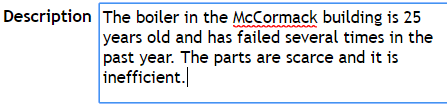 Description
The boiler in the McCormack building is 25
years old and has failed several times in the
past year. The parts are scarce and it is
inefficient.